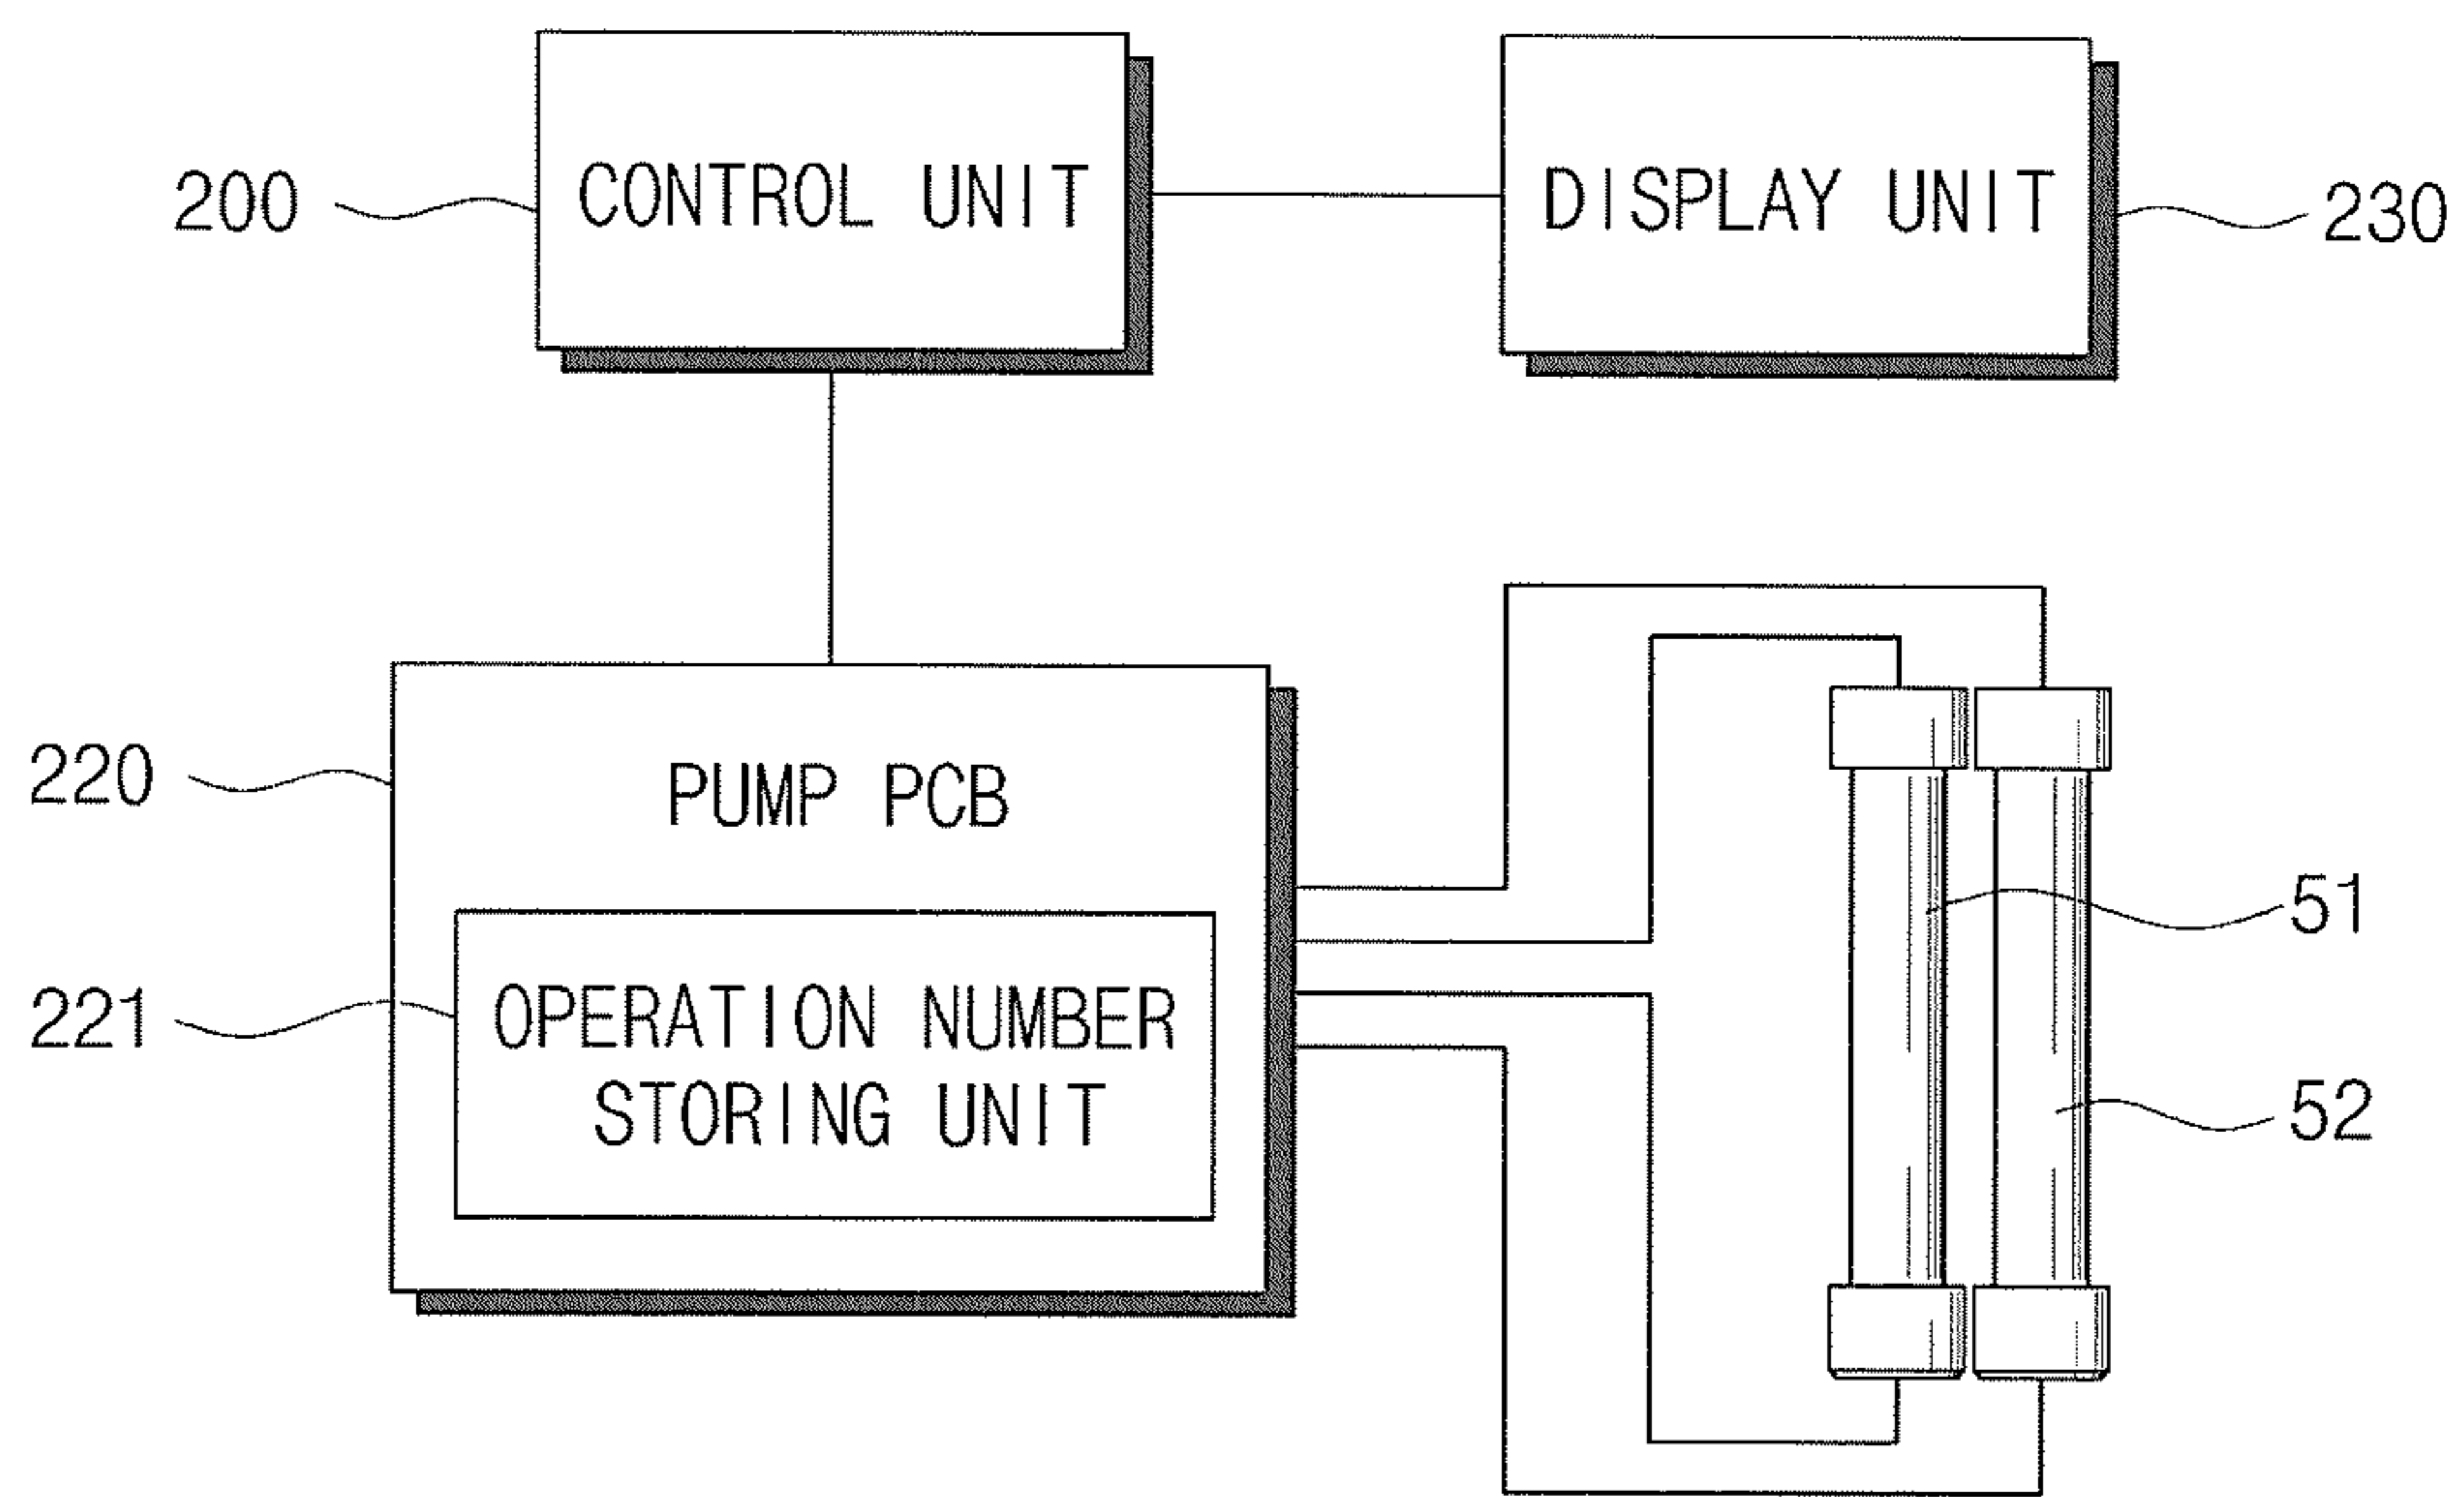 200
CONTROL UNIT
DISPLAY UNIT
230
220
PUMP PCB
221
OPERATION NUMBER
STORING UNIT
51
52